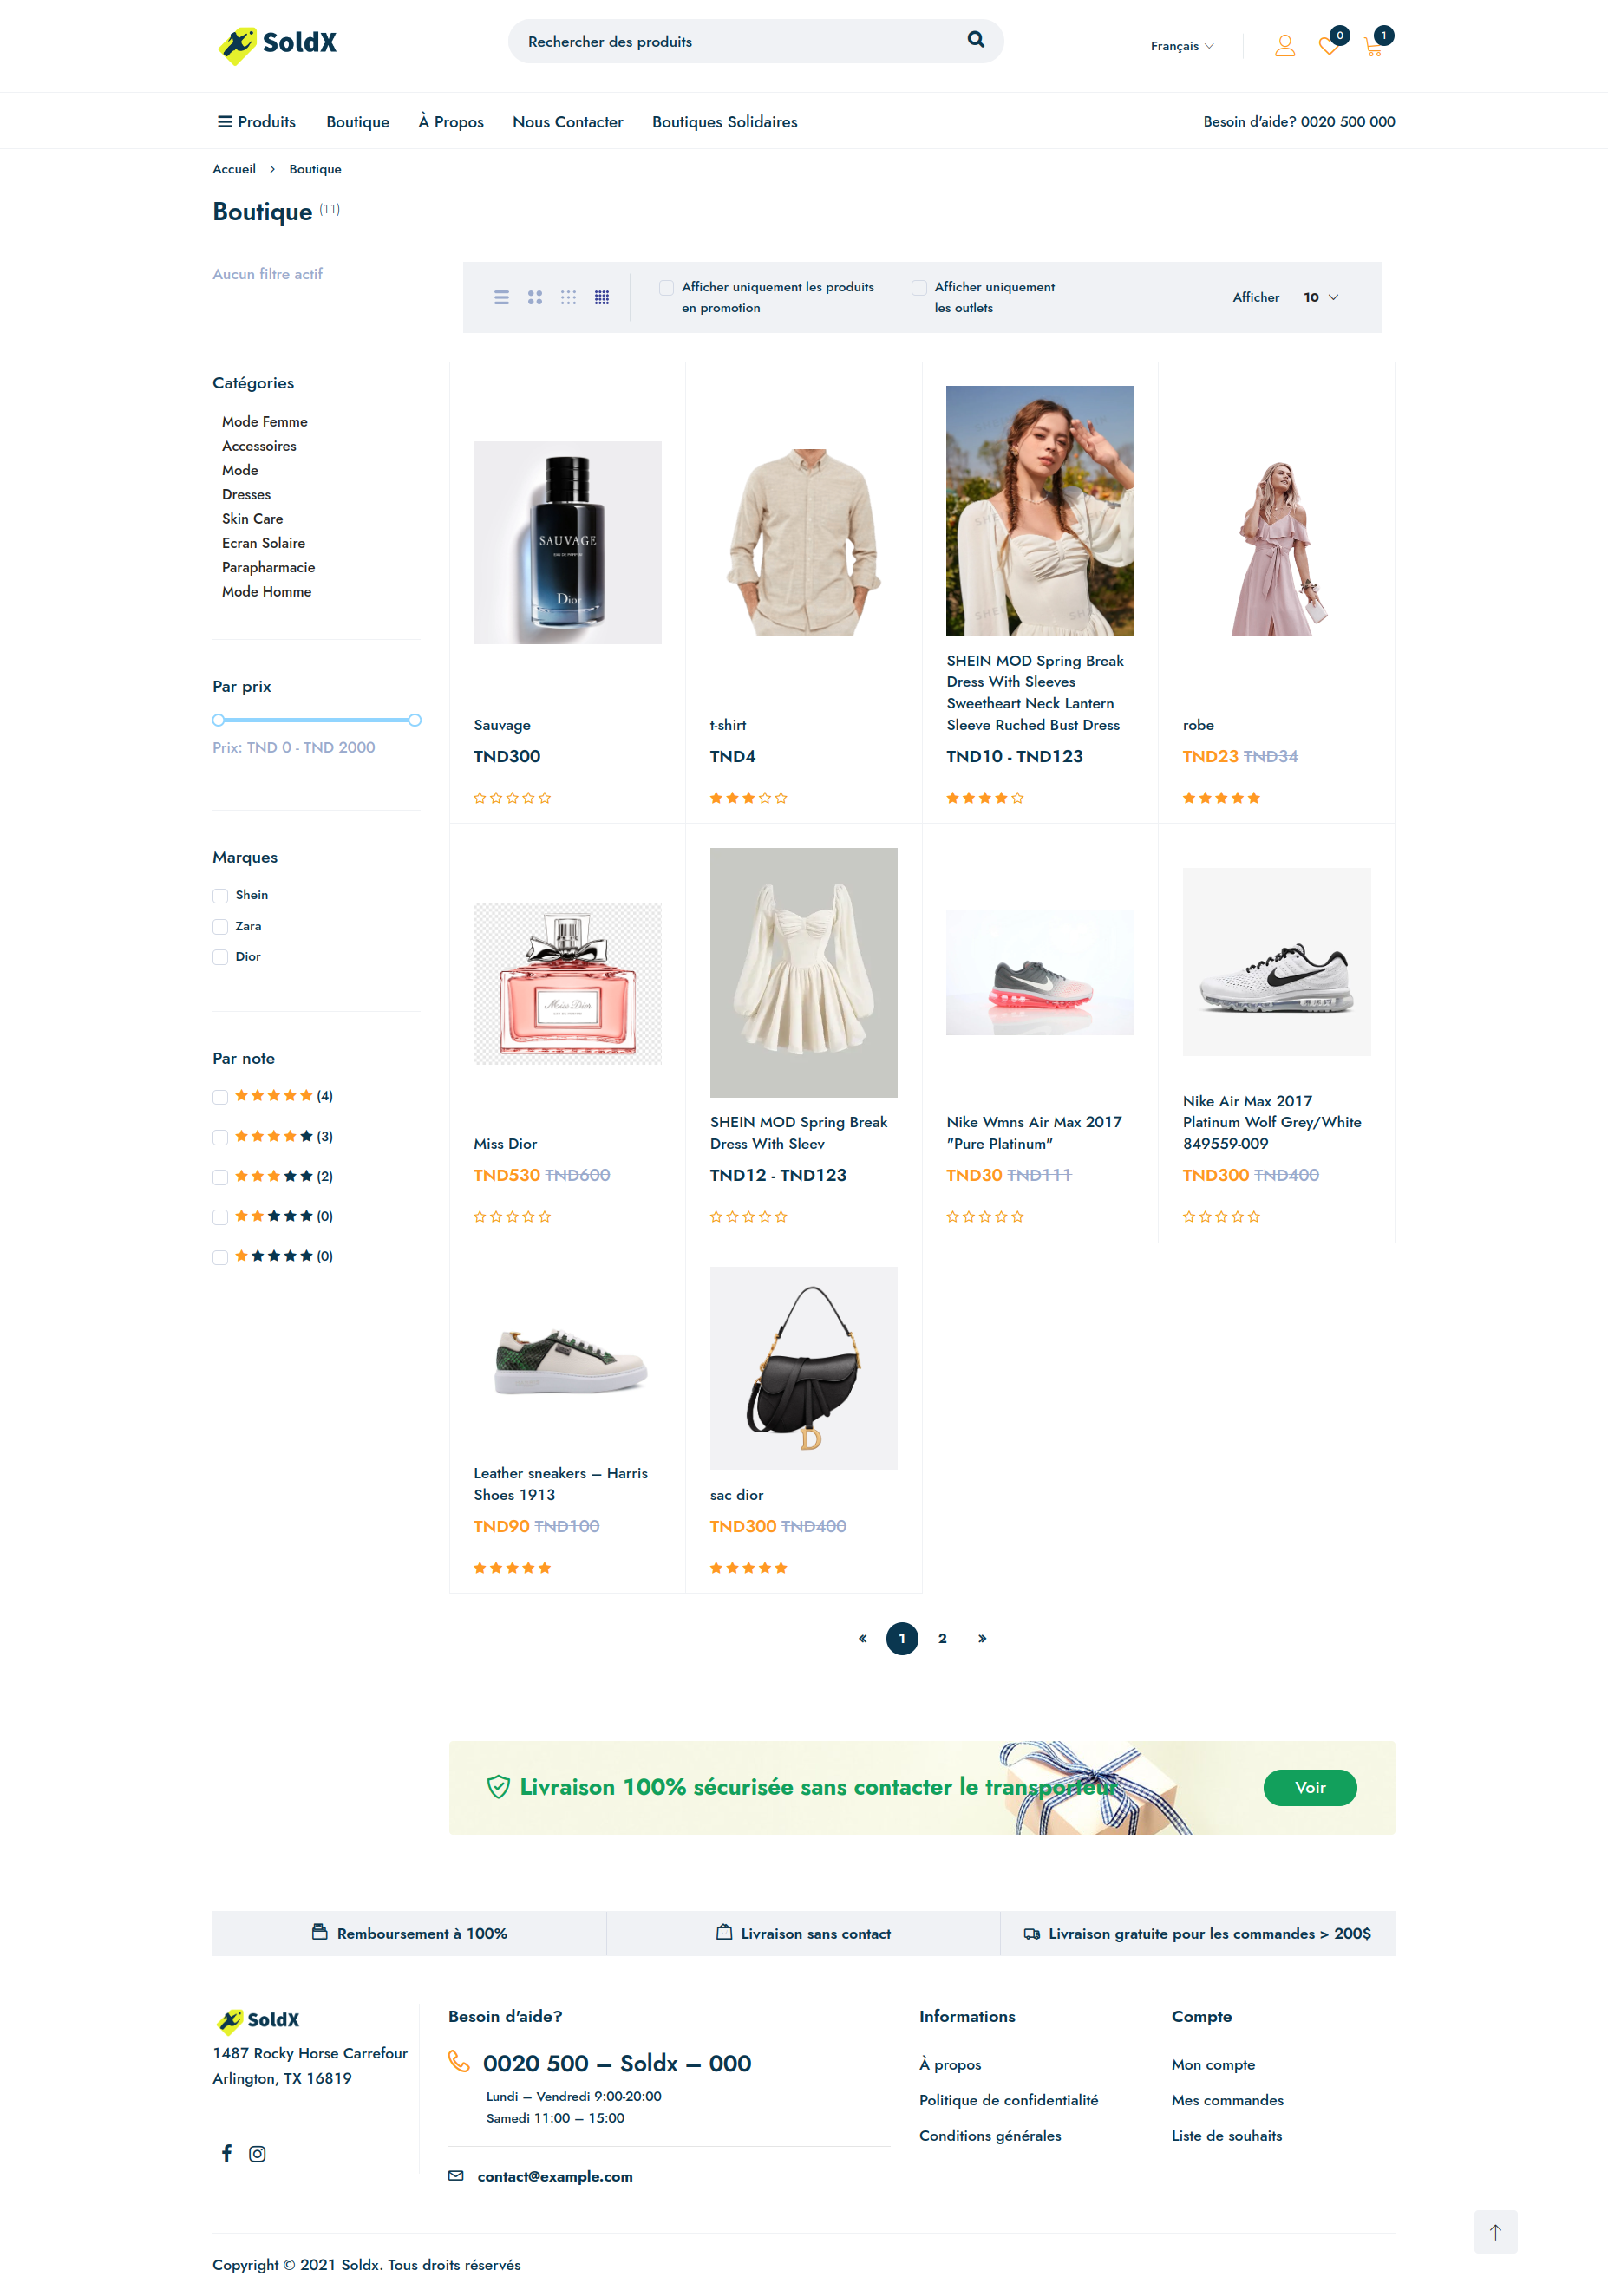 SoldX
Rechercher des produits
Français
0
1
Produits
Boutique
À Propos
Nous Contacter
Boutiques Solidaires
Besoin d'aide? 0020 500 000
Accueil
Boutique
Boutique (11)
Aucun filtre actif
Afficher uniquement les produits
en promotion
Afficher uniquement
les outlets
Afficher 10
Catégories
Mode Femme
Accessoires
Mode
Dresses
Skin Care
Ecran Solaire
Parapharmacie
Mode Homme
Par prix
Prix: TND 0 - TND 2000
Marques
Shein
Zara
Dior
Par note
(4)
(3)
(2)
(0)
(0)
SAUVAGE
Dior
Sauvage
TND300
t-shirt
TND4
SHEIN MOD Spring Break
Dress With Sleeves
Sweetheart Neck Lantern
Sleeve Ruched Bust Dress
TND10 - TND123
robe
TND23 TND34
Miss Dior
Miss Dior
TND530 TND600
SHEIN MOD Spring Break
Dress With Sleev
TND12 - TND123
Nike Wmns Air Max 2017
"Pure Platinum"
TND30 TND111
Nike Air Max 2017
Platinum Wolf Grey/White
849559-009
TND300 TND400
Leather sneakers – Harris
Shoes 1913
TND90 TND100
D
sac dior
TND300 TND400
« 1 2 »
Livraison 100% sécurisée sans contacter le transporteur
Voir
Remboursement à 100%
Livraison sans contact
Livraison gratuite pour les commandes > 200$
SoldX
1487 Rocky Horse Carrefour
Arlington, TX 16819
Besoin d'aide?
0020 500 – Soldx – 000
Lundi – Vendredi 9:00-20:00
Samedi 11:00 – 15:00
contact@example.com
Informations
À propos
Politique de confidentialité
Conditions générales
Compte
Mon compte
Mes commandes
Liste de souhaits
Copyright © 2021 Soldx. Tous droits réservés